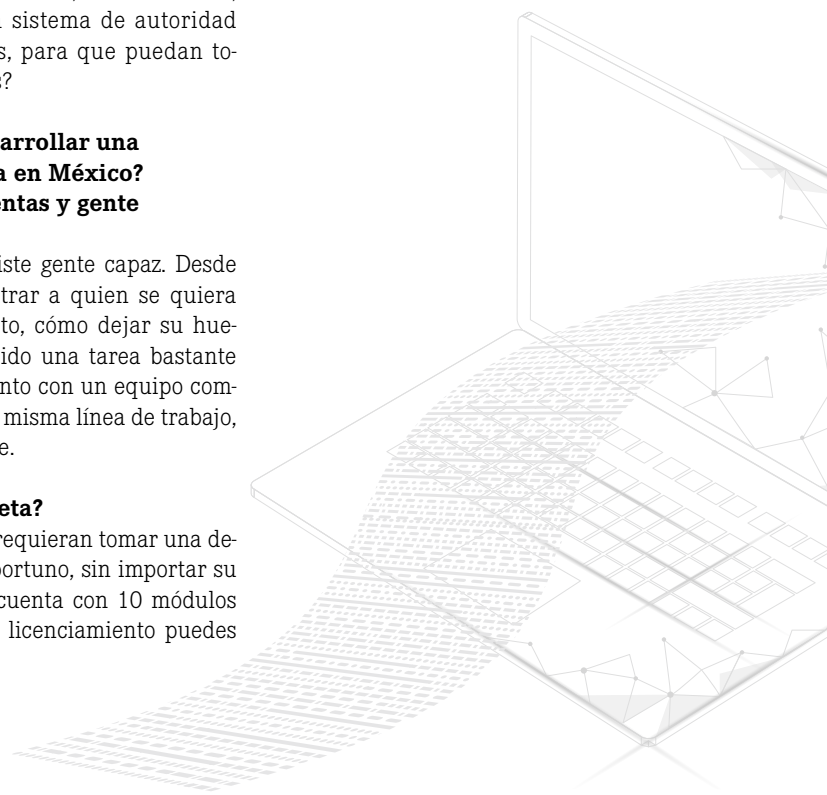 sistema de autoridad
s, para que puedan to-
s?
arrollar una
a en México?
entas y gente
iste gente capaz. Desde
trar a quien se quiera
to, cómo dejar su hue-
ido una tarea bastante
nto con un equipo com-
misma línea de trabajo,
e.
eta?
requieran tomar una de-
portuno, sin importar su
cuenta con 10 módulos
licenciamiento puedes